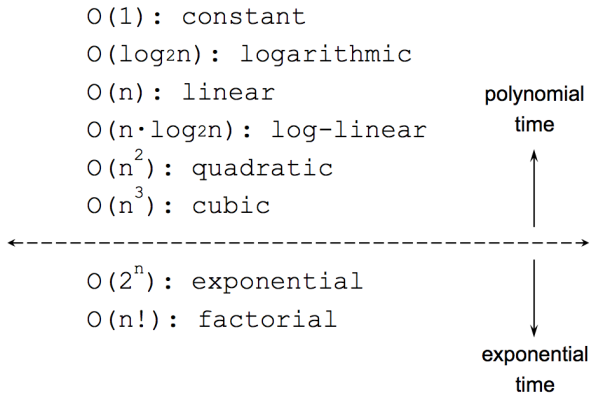 O(1): constant
O(log₂n): logarithmic
O(n): linear
O(n·log₂n): log-linear
O(n²): quadratic
O(n³): cubic
polynomial
time
O(2ⁿ): exponential
O(n!): factorial
exponential
time